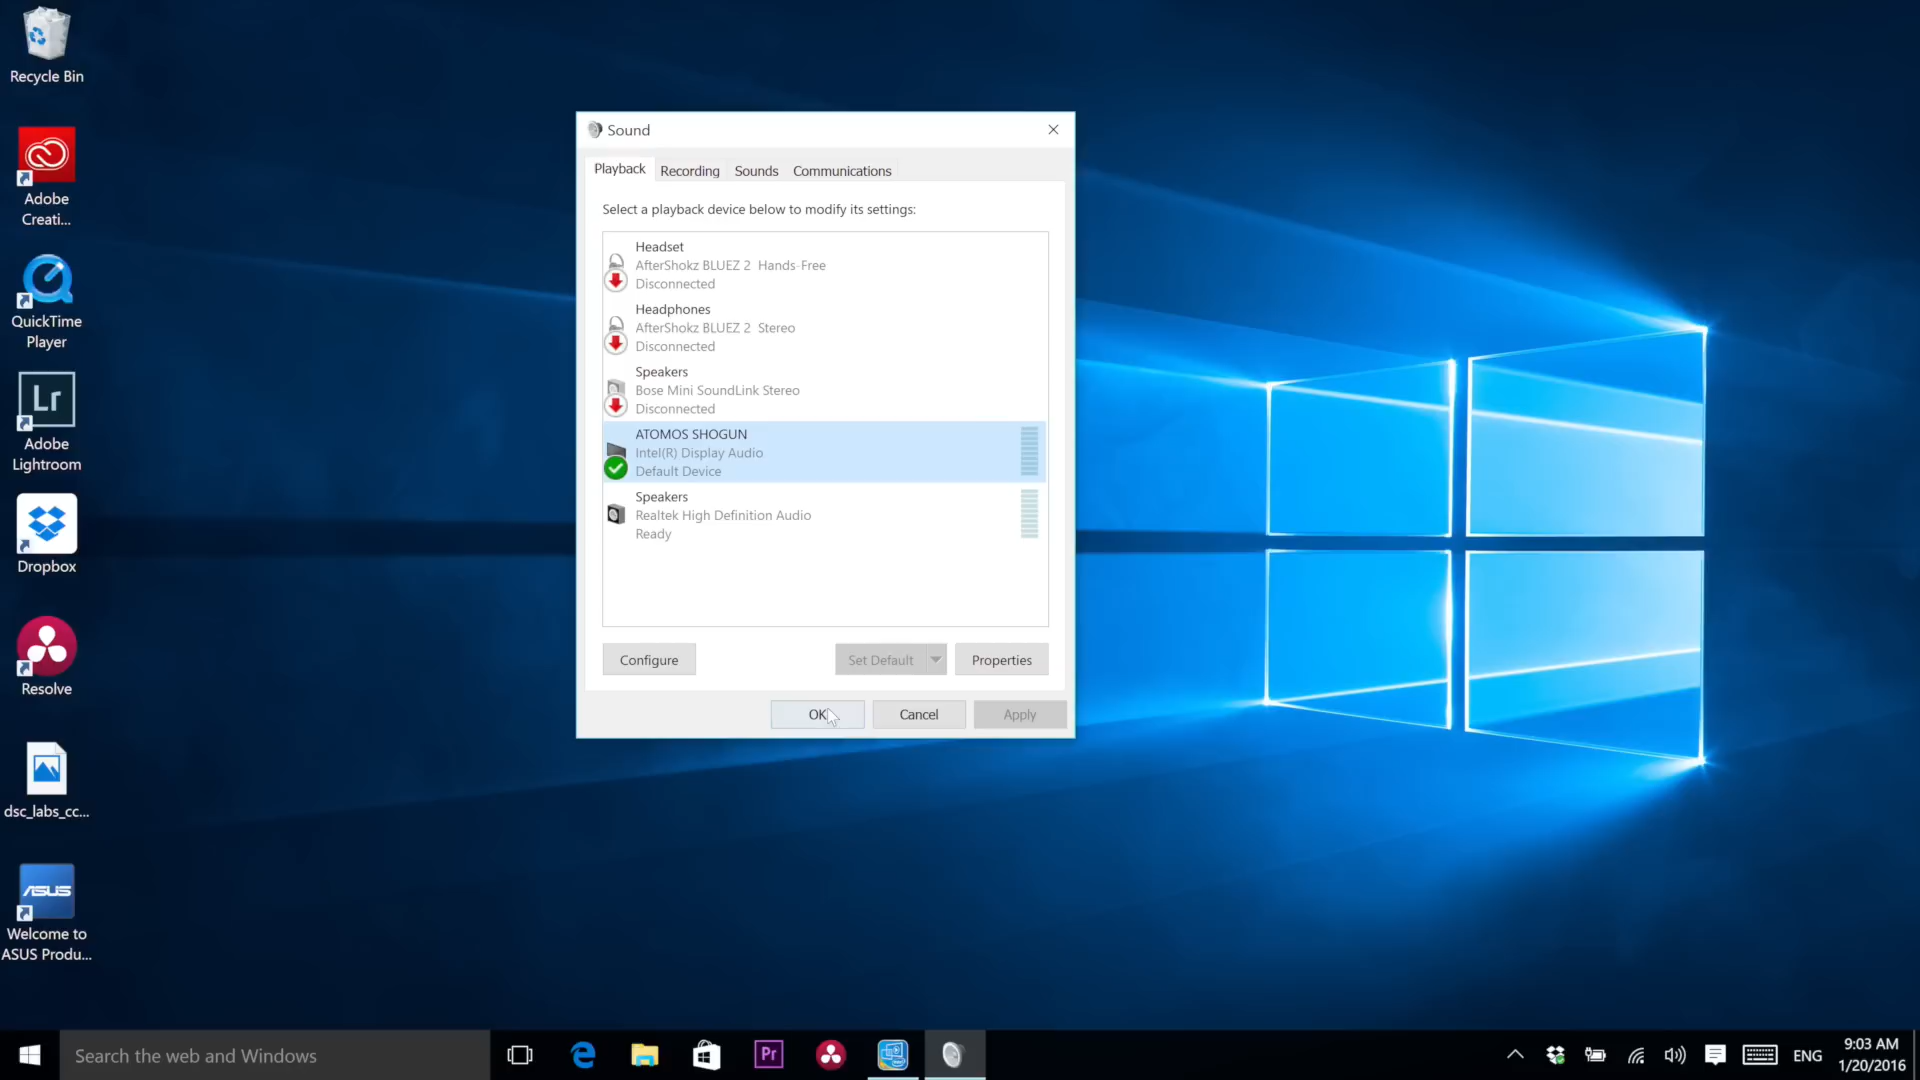 Recycle Bin
Adobe
Creati...
QuickTime
Player
Lr
Adobe
Lightroom
Dropbox
Resolve
dsc_labs_cc...
ASUS
Welcome to
ASUS Produ...
Sound
Playback
Recording
Sounds
Communications
Select a playback device below to modify its settings:
Headset
AfterShokz BLUEZ 2 Hands-Free
Disconnected
Headphones
AfterShokz BLUEZ 2 Stereo
Disconnected
Speakers
Bose Mini SoundLink Stereo
Disconnected
ATOMOS SHOGUN
Intel(R) Display Audio
Default Device
Speakers
Realtek High Definition Audio
Ready
Configure
Set Default
Properties
OK
Cancel
Apply
Search the web and Windows
Pr
ENG
9:03 AM
1/20/2016